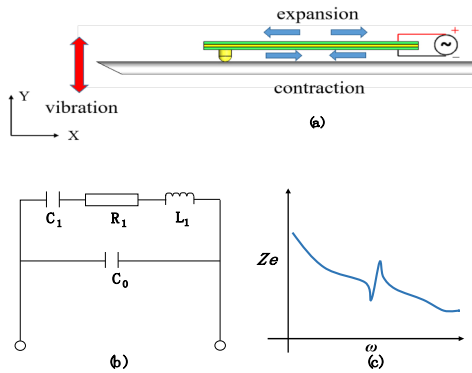 expansion
+
~
−
contraction
vibration
Y
X
(a)
C1
R1
L1
C0
(b)
Ze
ω
(c)